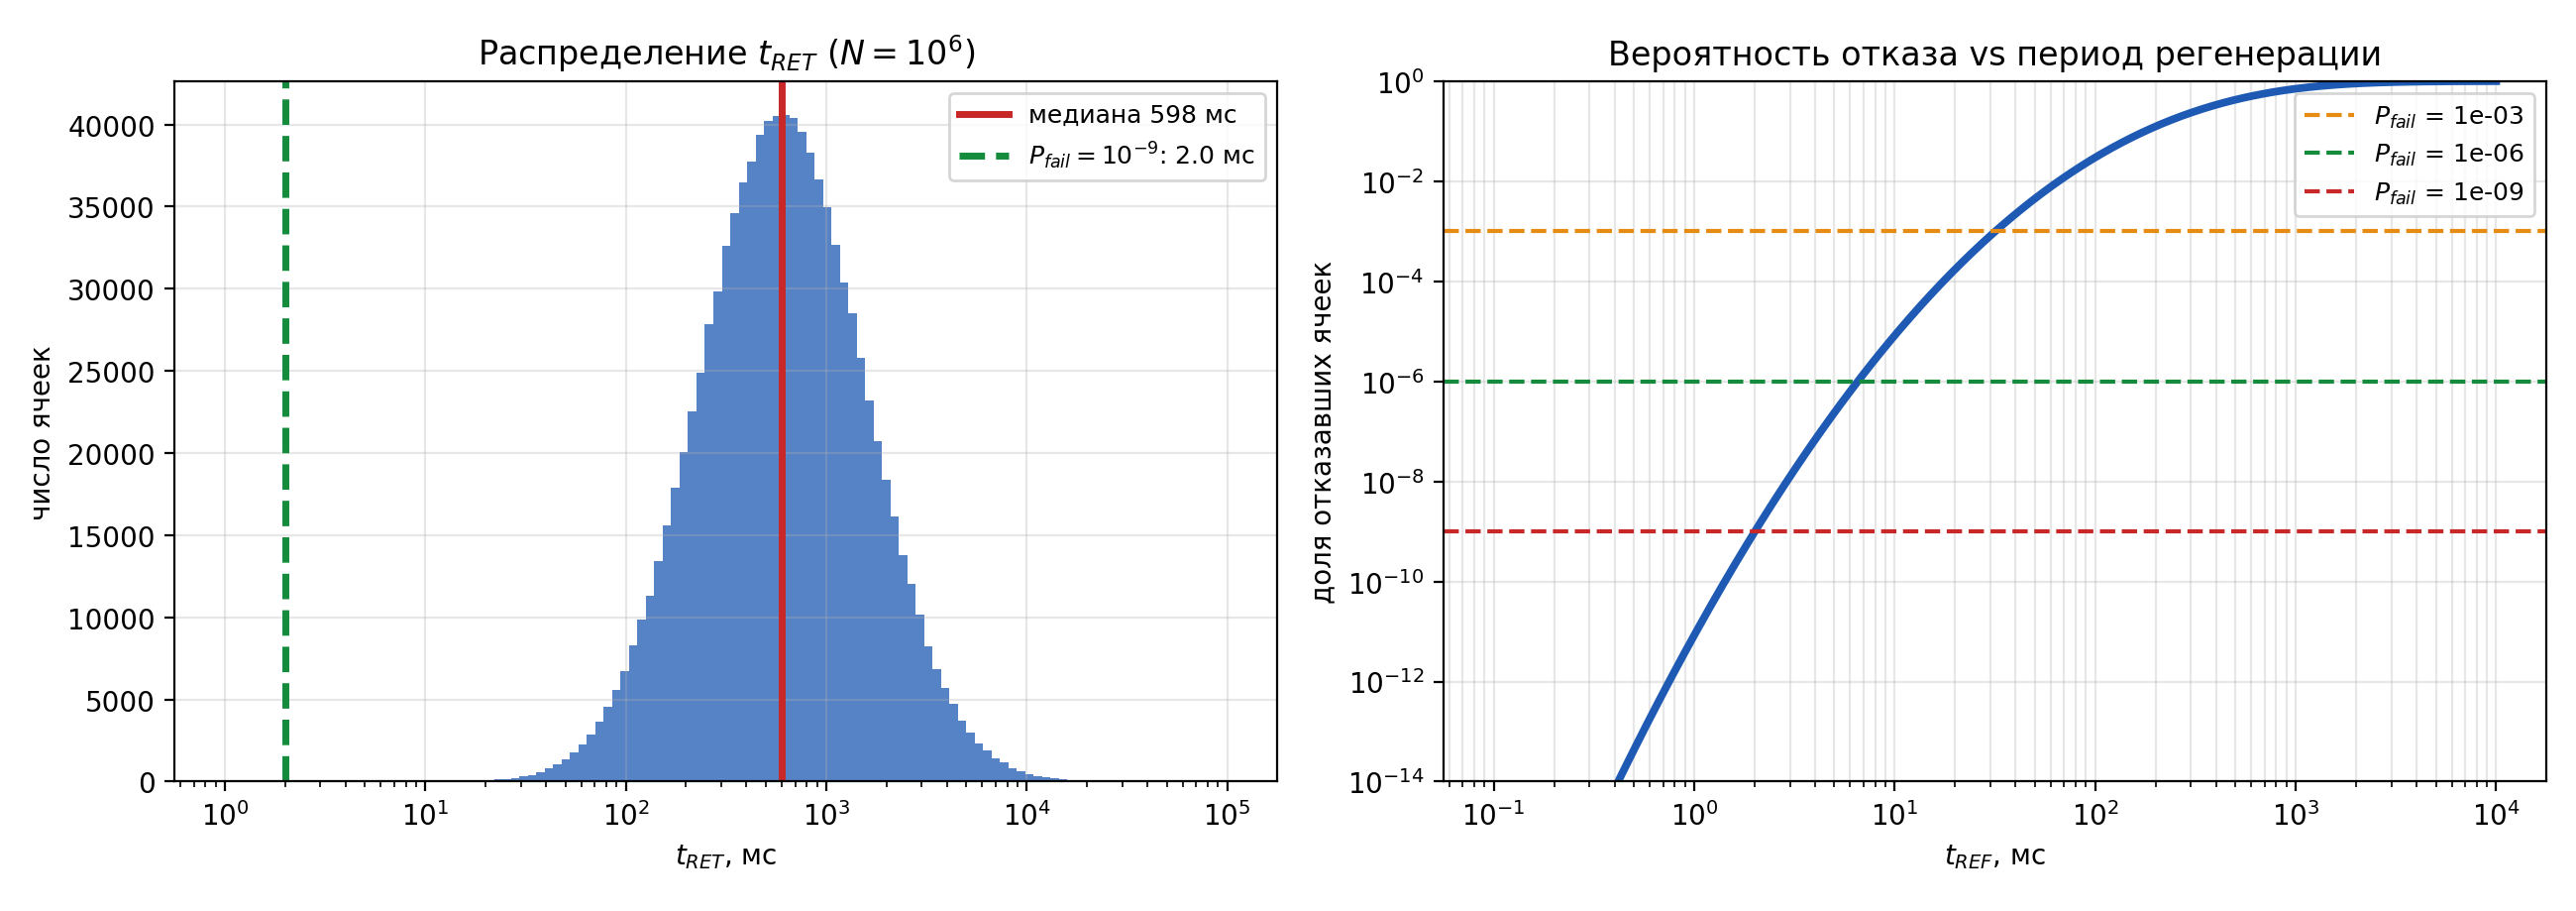 Распределение t_RET (N = 10^6)
число ячеек
40000
35000
30000
25000
20000
15000
10000
5000
0
медиана 598 мс
P_fail = 10^−9: 2.0 мс
10^0
10^1
10^2
10^3
10^4
10^5
t_RET, мс
Вероятность отказа vs период регенерации
доля отказавших ячеек
10^0
10^−2
10^−4
10^−6
10^−8
10^−10
10^−12
10^−14
P_fail = 1e-03
P_fail = 1e-06
P_fail = 1e-09
10^−1
10^0
10^1
10^2
10^3
10^4
t_REF, мс